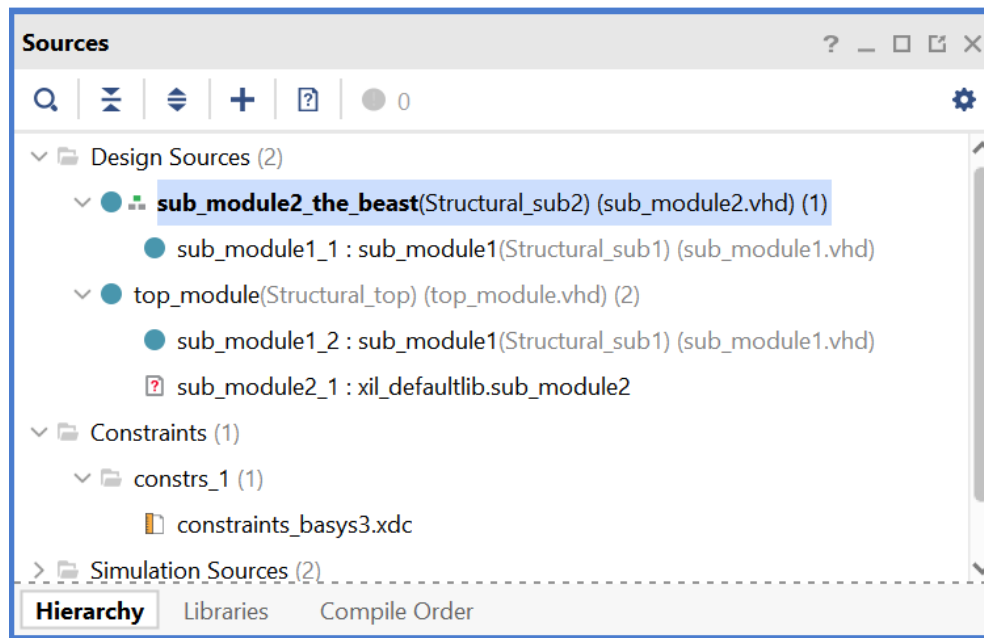 Sources
? 
? 0
Design Sources (2)
sub_module2_the_beast(Structural_sub2) (sub_module2.vhd) (1)
sub_module1_1 : sub_module1(Structural_sub1) (sub_module1.vhd)
top_module(Structural_top) (top_module.vhd) (2)
sub_module1_2 : sub_module1(Structural_sub1) (sub_module1.vhd)
? sub_module2_1 : xil_defaultlib.sub_module2
Constraints (1)
constrs_1 (1)
constraints_basys3.xdc
Simulation Sources (2)
Hierarchy Libraries Compile Order